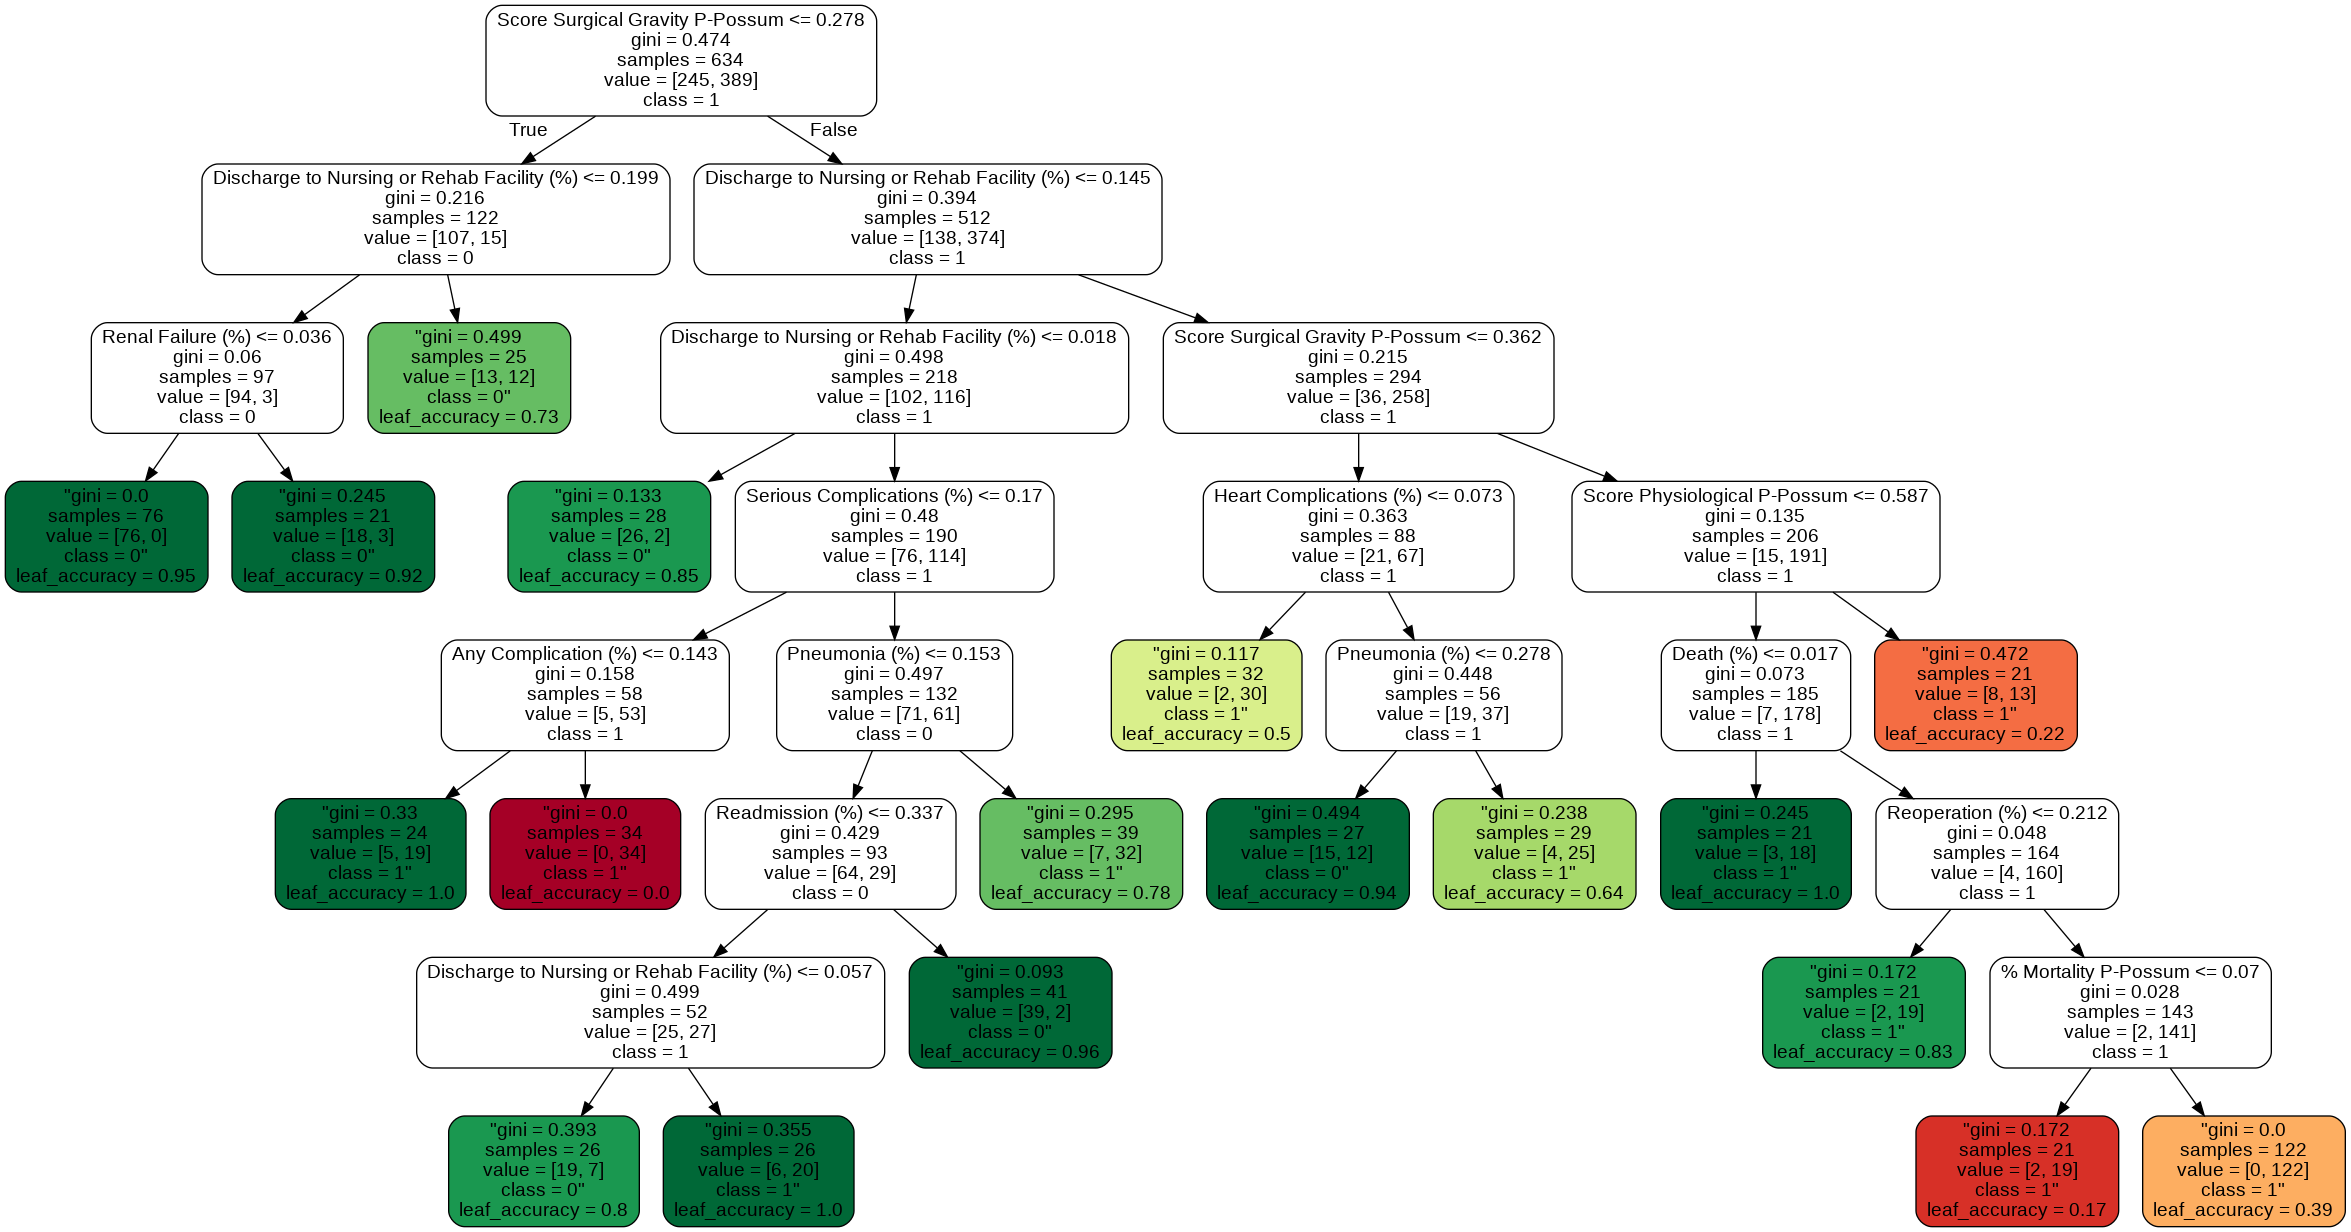 Score Surgical Gravity P-Possum <= 0.278
gini = 0.474
samples = 634
value = [245, 389]
class = 1
True
False
Discharge to Nursing or Rehab Facility (%) <= 0.199
gini = 0.216
samples = 122
value = [107, 15]
class = 0
Discharge to Nursing or Rehab Facility (%) <= 0.145
gini = 0.394
samples = 512
value = [138, 374]
class = 1
Renal Failure (%) <= 0.036
gini = 0.06
samples = 97
value = [94, 3]
class = 0
"gini = 0.499
samples = 25
value = [13, 12]
class = 0"
leaf_accuracy = 0.73
Discharge to Nursing or Rehab Facility (%) <= 0.018
gini = 0.498
samples = 218
value = [102, 116]
class = 1
Score Surgical Gravity P-Possum <= 0.362
gini = 0.215
samples = 294
value = [36, 258]
class = 1
"gini = 0.0
samples = 76
value = [76, 0]
class = 0"
leaf_accuracy = 0.95
"gini = 0.245
samples = 21
value = [18, 3]
class = 0"
leaf_accuracy = 0.92
"gini = 0.133
samples = 28
value = [26, 2]
class = 0"
leaf_accuracy = 0.85
Serious Complications (%) <= 0.17
gini = 0.48
samples = 190
value = [76, 114]
class = 1
Heart Complications (%) <= 0.073
gini = 0.363
samples = 88
value = [21, 67]
class = 1
Score Physiological P-Possum <= 0.587
gini = 0.135
samples = 206
value = [15, 191]
class = 1
Any Complication (%) <= 0.143
gini = 0.158
samples = 58
value = [5, 53]
class = 1
Pneumonia (%) <= 0.153
gini = 0.497
samples = 132
value = [71, 61]
class = 0
"gini = 0.117
samples = 32
value = [2, 30]
class = 1"
leaf_accuracy = 0.5
Pneumonia (%) <= 0.278
gini = 0.448
samples = 56
value = [19, 37]
class = 1
Death (%) <= 0.017
gini = 0.073
samples = 185
value = [7, 178]
class = 1
"gini = 0.472
samples = 21
value = [8, 13]
class = 1"
leaf_accuracy = 0.22
"gini = 0.33
samples = 24
value = [5, 19]
class = 1"
leaf_accuracy = 1.0
"gini = 0.0
samples = 34
value = [0, 34]
class = 1"
leaf_accuracy = 0.0
Readmission (%) <= 0.337
gini = 0.429
samples = 93
value = [64, 29]
class = 0
"gini = 0.295
samples = 39
value = [7, 32]
class = 1"
leaf_accuracy = 0.78
"gini = 0.494
samples = 27
value = [15, 12]
class = 0"
leaf_accuracy = 0.94
"gini = 0.238
samples = 29
value = [4, 25]
class = 1"
leaf_accuracy = 0.64
"gini = 0.245
samples = 21
value = [3, 18]
class = 1"
leaf_accuracy = 1.0
Reoperation (%) <= 0.212
gini = 0.048
samples = 164
value = [4, 160]
class = 1
Discharge to Nursing or Rehab Facility (%) <= 0.057
gini = 0.499
samples = 52
value = [25, 27]
class = 1
"gini = 0.093
samples = 41
value = [39, 2]
class = 0"
leaf_accuracy = 0.96
"gini = 0.172
samples = 21
value = [2, 19]
class = 1"
leaf_accuracy = 0.83
% Mortality P-Possum <= 0.07
gini = 0.028
samples = 143
value = [2, 141]
class = 1
"gini = 0.393
samples = 26
value = [19, 7]
class = 0"
leaf_accuracy = 0.8
"gini = 0.355
samples = 26
value = [6, 20]
class = 1"
leaf_accuracy = 1.0
"gini = 0.172
samples = 21
value = [2, 19]
class = 1"
leaf_accuracy = 0.17
"gini = 0.0
samples = 122
value = [0, 122]
class = 1"
leaf_accuracy = 0.39